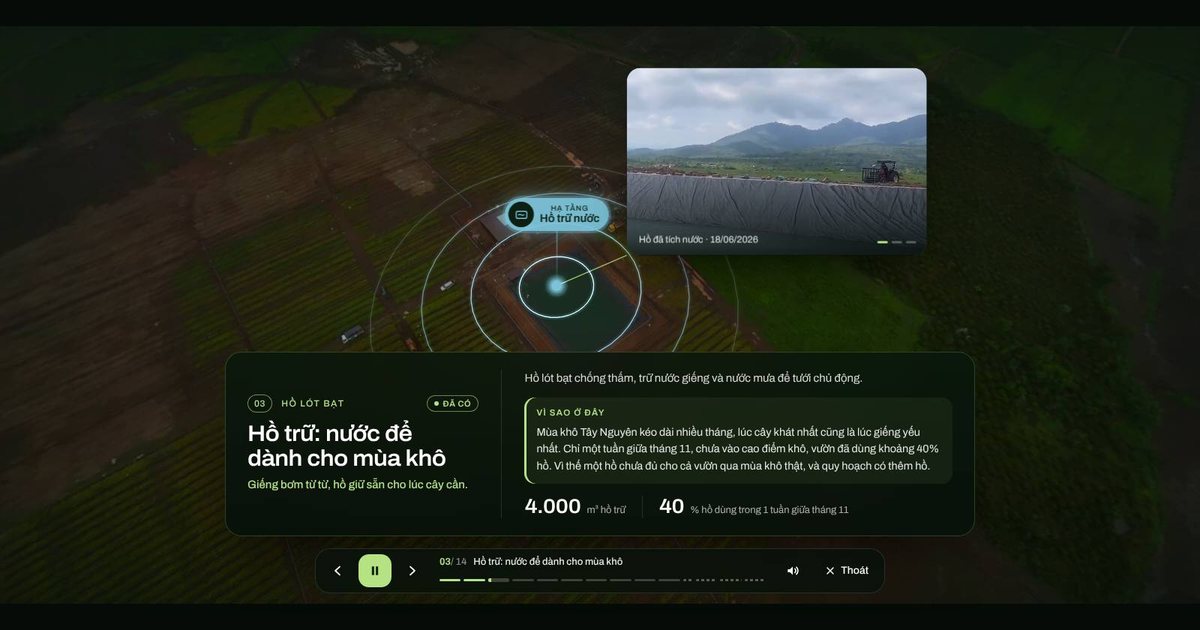 HẠ TẦNG
Hồ trữ nước
Hồ đã tích nước · 18/06/2026
03 HỒ LÓT BẠT
ĐÃ CÓ
Hồ trữ: nước để
dành cho mùa khô
Giếng bơm từ từ, hồ giữ sẵn cho lúc cây cần.
Hồ lót bạt chống thấm, trữ nước giếng và nước mưa để tưới chủ động.
VÌ SAO Ở ĐÂY
Mùa khô Tây Nguyên kéo dài nhiều tháng, lúc cây khát nhất cũng là lúc giếng yếu
nhất. Chỉ một tuần giữa tháng 11, chưa vào cao điểm khô, vườn đã dùng khoảng 40%
hồ. Vì thế một hồ chưa đủ cho cả vườn qua mùa khô thật, và quy hoạch có thêm hồ.
4.000 m³ hồ trữ
40 % hồ dùng trong 1 tuần giữa tháng 11
03/ 14 Hồ trữ: nước để dành cho mùa khô
Thoát